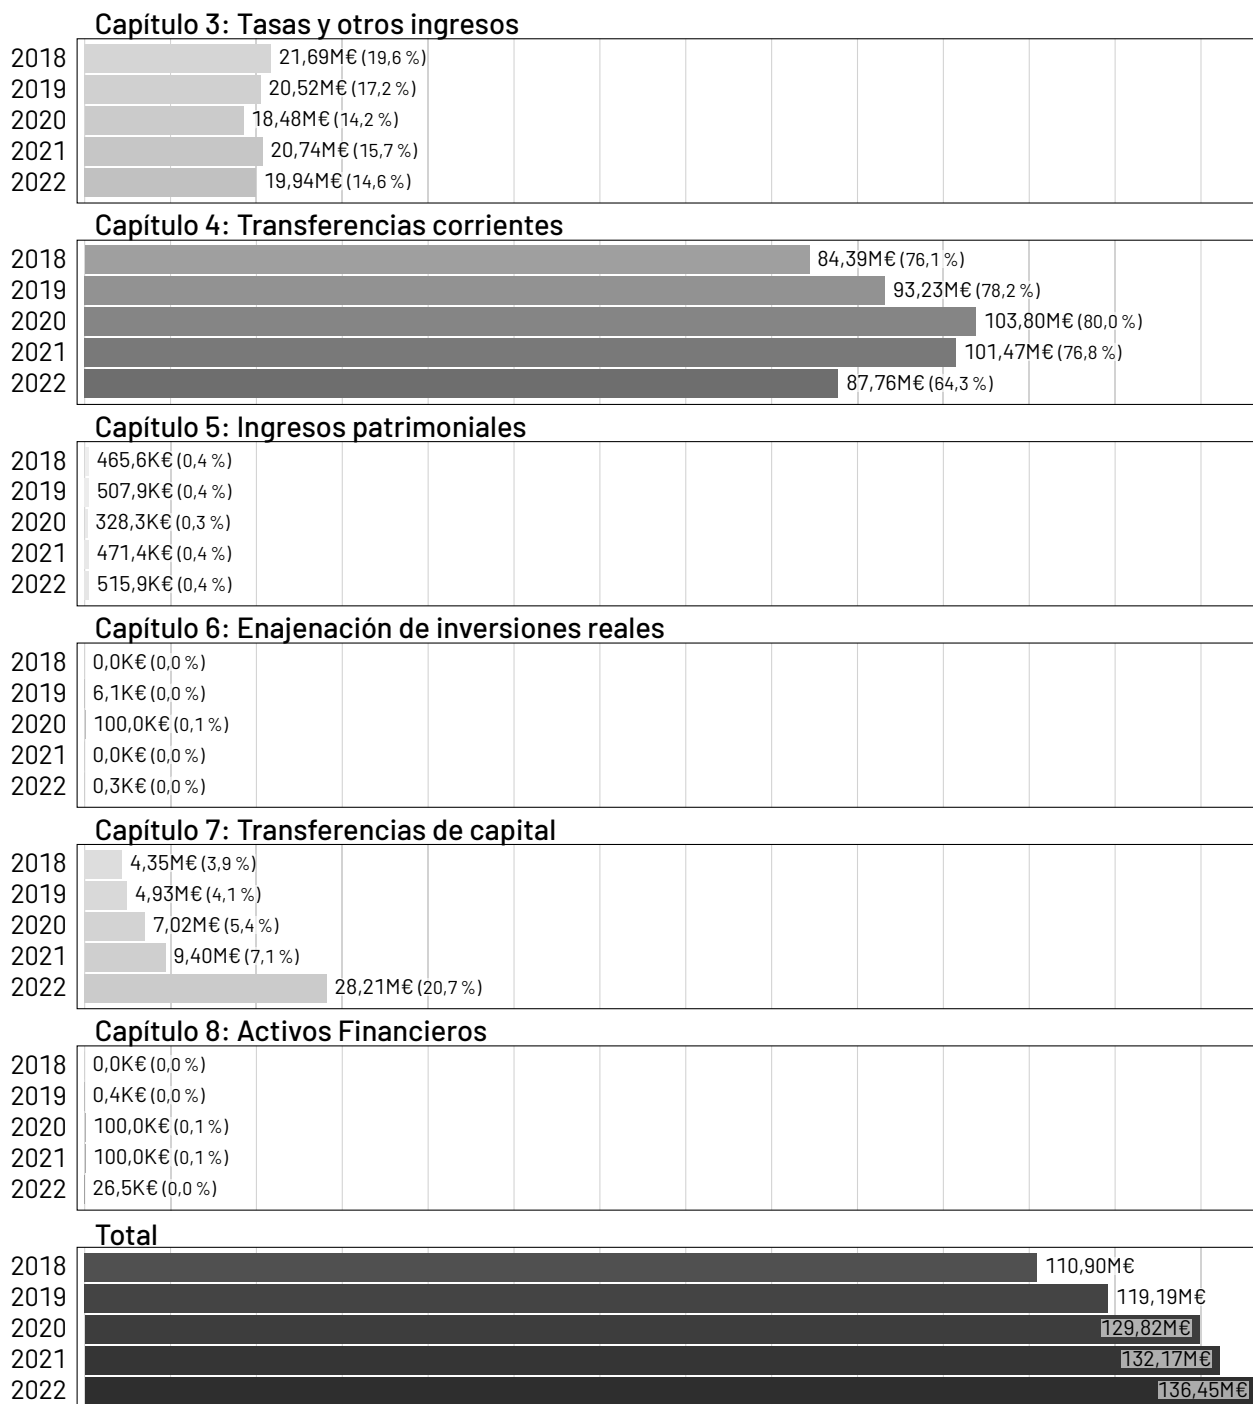 Capítulo 3: Tasas y otros ingresos
2018 21,69M€ (19,6 %)
2019 20,52M€ (17,2 %)
2020 18,48M€ (14,2 %)
2021 20,74M€ (15,7 %)
2022 19,94M€ (14,6 %)
Capítulo 4: Transferencias corrientes
2018 84,39M€ (76,1 %)
2019 93,23M€ (78,2 %)
2020 103,80M€ (80,0 %)
2021 101,47M€ (76,8 %)
2022 87,76M€ (64,3 %)
Capítulo 5: Ingresos patrimoniales
2018 465,6K€ (0,4 %)
2019 507,9K€ (0,4 %)
2020 328,3K€ (0,3 %)
2021 471,4K€ (0,4 %)
2022 515,9K€ (0,4 %)
Capítulo 6: Enajenación de inversiones reales
2018 0,0K€ (0,0 %)
2019 6,1K€ (0,0 %)
2020 100,0K€ (0,1 %)
2021 0,0K€ (0,0 %)
2022 0,3K€ (0,0 %)
Capítulo 7: Transferencias de capital
2018 4,35M€ (3,9 %)
2019 4,93M€ (4,1 %)
2020 7,02M€ (5,4 %)
2021 9,40M€ (7,1 %)
2022 28,21M€ (20,7 %)
Capítulo 8: Activos Financieros
2018 0,0K€ (0,0 %)
2019 0,4K€ (0,0 %)
2020 100,0K€ (0,1 %)
2021 100,0K€ (0,1 %)
2022 26,5K€ (0,0 %)
Total
2018 110,90M€
2019 119,19M€
2020 129,82M€
2021 132,17M€
2022 136,45M€